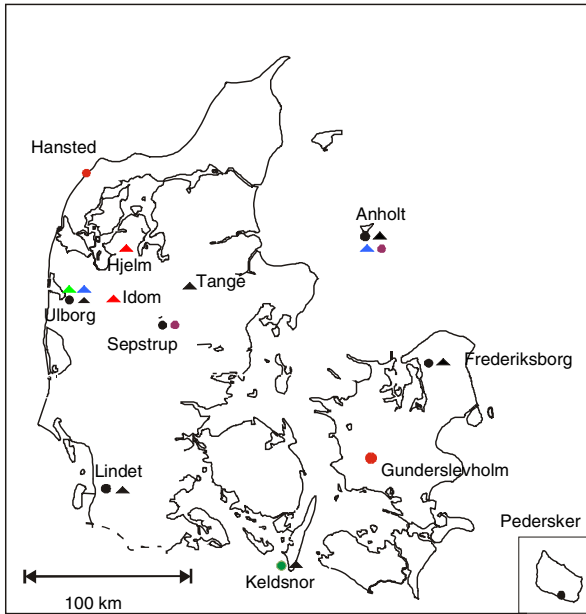 Hansted
Anholt
Hjelm
Tange
Idom
Ulborg
Sepstrup
Frederiksborg
Gunderslevholm
Lindet
Pedersker
Keldsnor
100 km